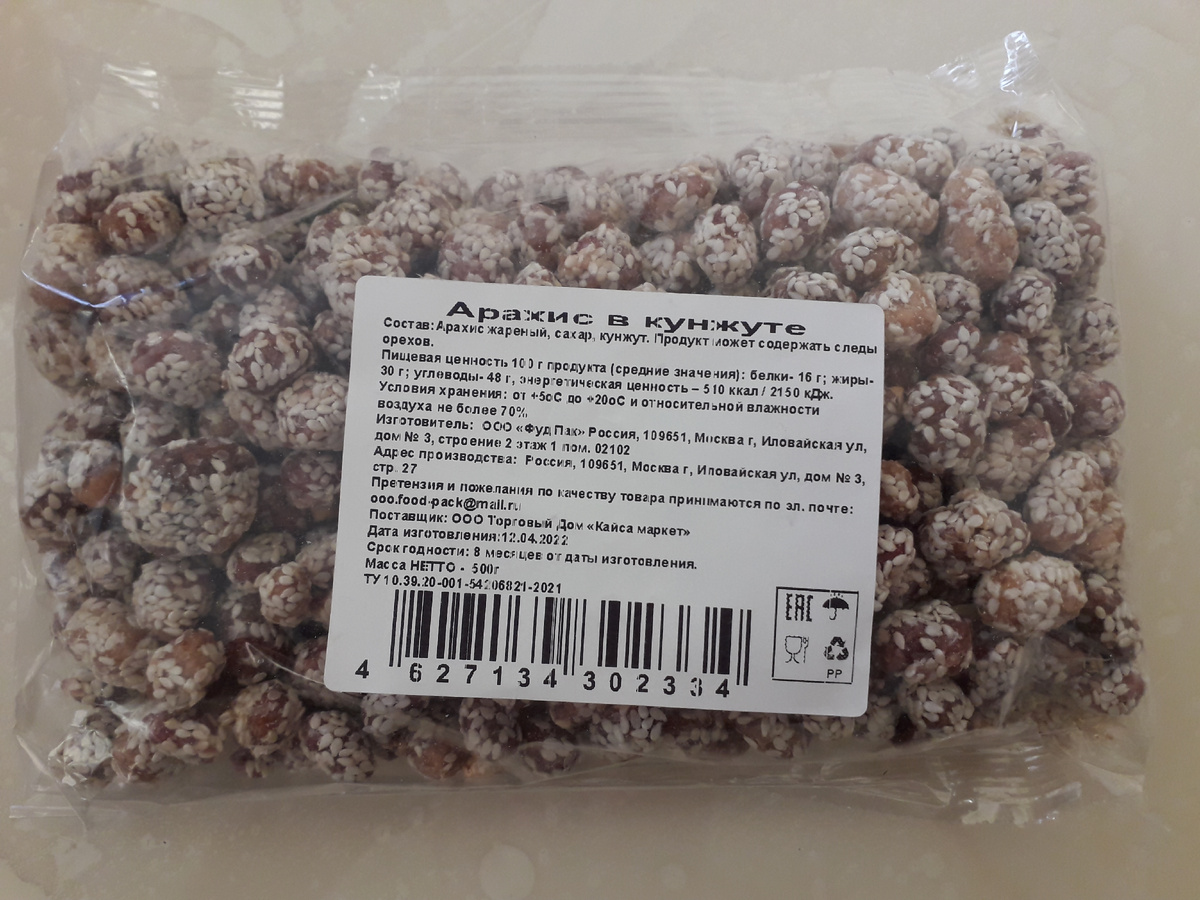 Арахис в кунжуте
Состав: Арахис жареный, сахар, кунжут. Продукт может содержать следы
орехов.
Пищевая ценность 100 г продукта (средние значения): белки- 16 г; жиры-
30 г; углеводы- 48 г, энергетическая ценность – 510 ккал / 2150 кДж.
Условия хранения: от +5оС до +20оС и относительной влажности
воздуха не более 70%.
Изготовитель: ООО «Фуд Пак» Россия, 109651, Москва г, Иловайская ул,
дом № 3, строение 2 этаж 1 пом. 02102
Адрес производства: Россия, 109651, Москва г, Иловайская ул, дом № 3,
стр. 27
Претензия и пожелания по качеству товара принимаются по эл. почте:
ooo.food-pack@mail.ru
Поставщик: ООО Торговый Дом «Кайса маркет»
Дата изготовления:12.04.2022
Срок годности: 8 месяцев от даты изготовления.
Масса НЕТТО - 500г
ТУ 10.39.20-001-54206821-2021
4 627134 302334
EAC
PP